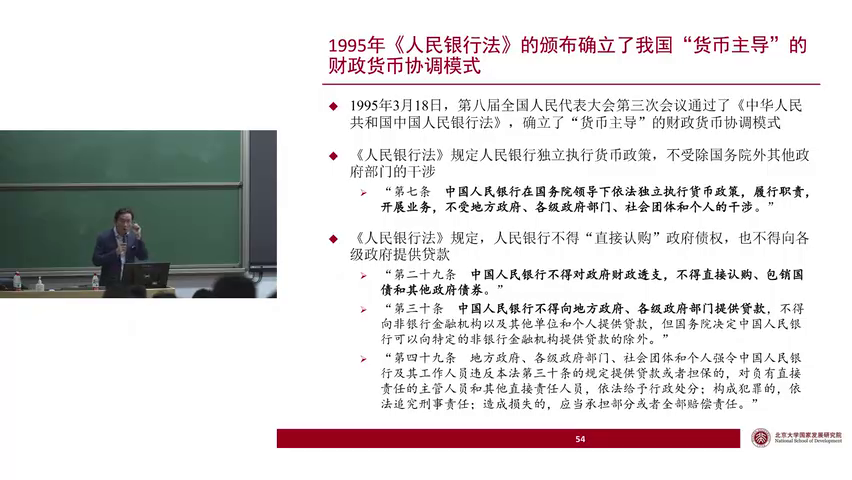 1995年《人民银行法》的颁布确立了我国“货币主导”的
财政货币协调模式
1995年3月18日，第八届全国人民代表大会第三次会议通过了《中华人民
共和国中国人民银行法》，确立了“货币主导”的财政货币协调模式
《人民银行法》规定人民银行独立执行货币政策，不受除国务院外其他政
府部门的干涉
“第七条 中国人民银行在国务院领导下依法独立执行货币政策，履行职责，
开展业务，不受地方政府、各级政府部门、社会团体和个人的干涉。”
《人民银行法》规定，人民银行不得“直接认购”政府债权，也不得向各
级政府提供贷款
“第二十九条 中国人民银行不得对政府财政透支，不得直接认购、包销国
债和其他政府债券。”
“第三十条 中国人民银行不得向地方政府、各级政府部门提供贷款，不得
向非银行金融机构以及其他单位和个人提供贷款，但国务院决定中国人民银
行可以向特定的非银行金融机构提供贷款的除外。”
“第四十九条 地方政府、各级政府部门、社会团体和个人强令中国人民银
行及其工作人员违反本法第三十条的规定提供贷款或者担保的，对负有直接
责任的主管人员和其他直接责任人员，依法给予行政处分；构成犯罪的，依
法追究刑事责任；造成损失的，应当承担部分或者全部赔偿责任。”
54
北京大学国家发展研究院
National School of Development